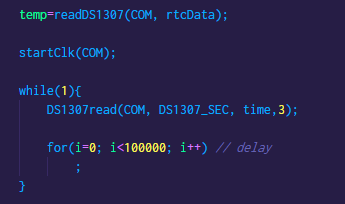 temp=readDS1307(COM, rtcData);
startClk(COM);
while(1){
DS1307read(COM, DS1307_SEC, time,3);
for(i=0; i<100000; i++) // delay
;
}